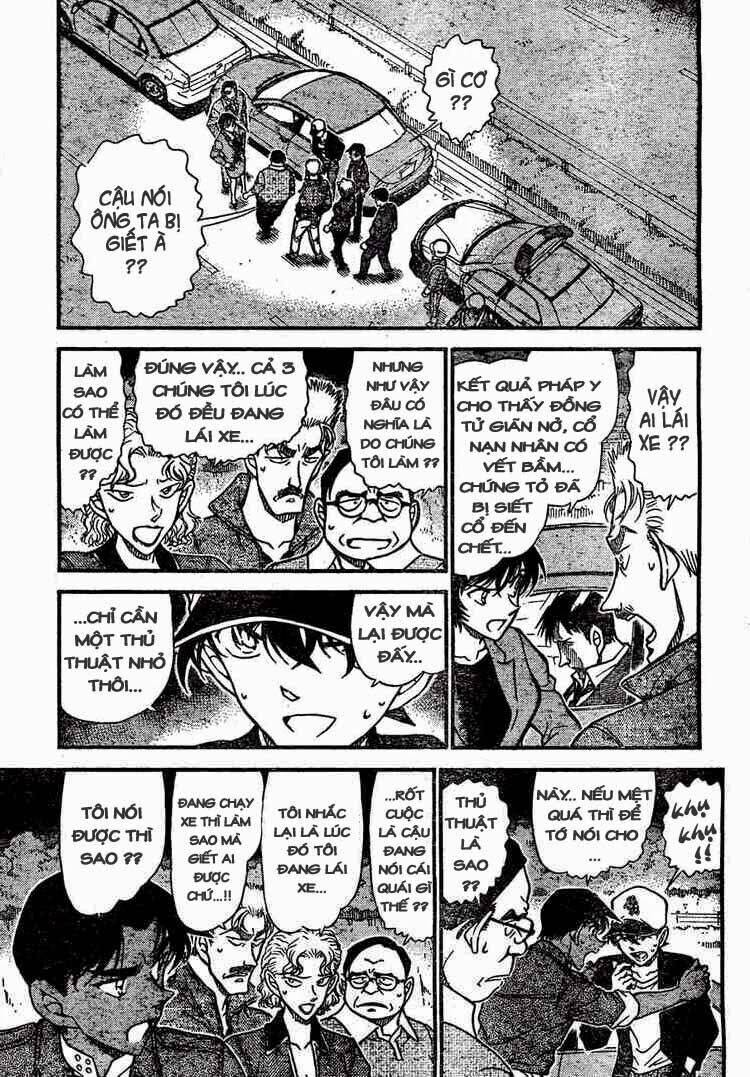 GÌ CƠ
??
CẬU NÓI
ÔNG TA BỊ
GIẾT À
??
VẬY
AI LÁI
XE ??
KẾT QUẢ PHÁP Y
CHO THẤY ĐỒNG
TỬ GIÃN NỞ, CỔ
NẠN NHÂN CÓ
VẾT BẦM...
CHỨNG TỎ ĐÃ
BỊ SIẾT
CỔ ĐẾN
CHẾT...
NHƯNG
NHƯ VẬY
ĐÂU CÓ
NGHĨA LÀ
DO CHÚNG
TÔI LÀM ??
ĐÚNG VẬY... CẢ 3
CHÚNG TÔI LÚC
ĐÓ ĐỀU ĐANG
LÁI XE...
LÀM
SAO
CÓ THỂ
LÀM
ĐƯỢC
??
VẬY MÀ
LẠI ĐƯỢC
ĐẤY...
...CHỈ CẦN
MỘT THỦ
THUẬT NHỎ
THÔI...
KHỤ
KHỤ
!!
NÀY... NẾU MỆT
QUÁ THÌ ĐỂ
TỚ NÓI CHO
...
THỦ
THUẬT
LÀ
SAO
??
...RỐT
CUỘC
LÀ CẬU
ĐANG
NÓI CÁI
QUÁI GÌ
THẾ ??
TÔI NHẮC
LẠI LÀ LÚC
ĐÓ TÔI
ĐANG LÁI
XE...
ĐANG CHẠY
XE THÌ LÀM
SAO MÀ
GIẾT AI
ĐƯỢC
CHỨ...!!
TÔI NÓI
ĐƯỢC THÌ
SAO ??